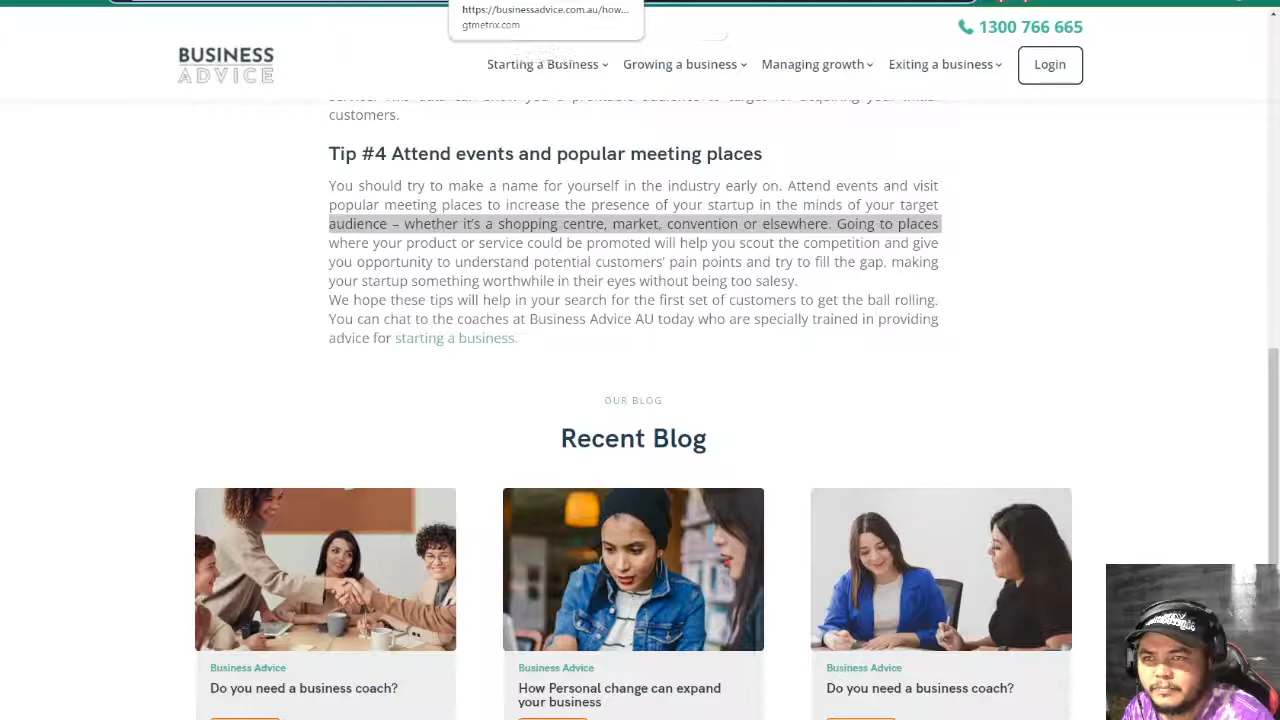 https://businessadvice.com.au/how...
gtmetrix.com
1300 766 665
BUSINESS
ADVICE
Starting a Business
Growing a business
Managing growth
Exiting a business
Login
customers.
Tip #4 Attend events and popular meeting places
You should try to make a name for yourself in the industry early on. Attend events and visit
popular meeting places to increase the presence of your startup in the minds of your target
audience – whether it's a shopping centre, market, convention or elsewhere. Going to places
where your product or service could be promoted will help you scout the competition and give
you opportunity to understand potential customers' pain points and try to fill the gap, making
your startup something worthwhile in their eyes without being too salesy.
We hope these tips will help in your search for the first set of customers to get the ball rolling.
You can chat to the coaches at Business Advice AU today who are specially trained in providing
advice for starting a business.
OUR BLOG
Recent Blog
Business Advice
Do you need a business coach?
Business Advice
How Personal change can expand
your business
Business Advice
Do you need a business coach?